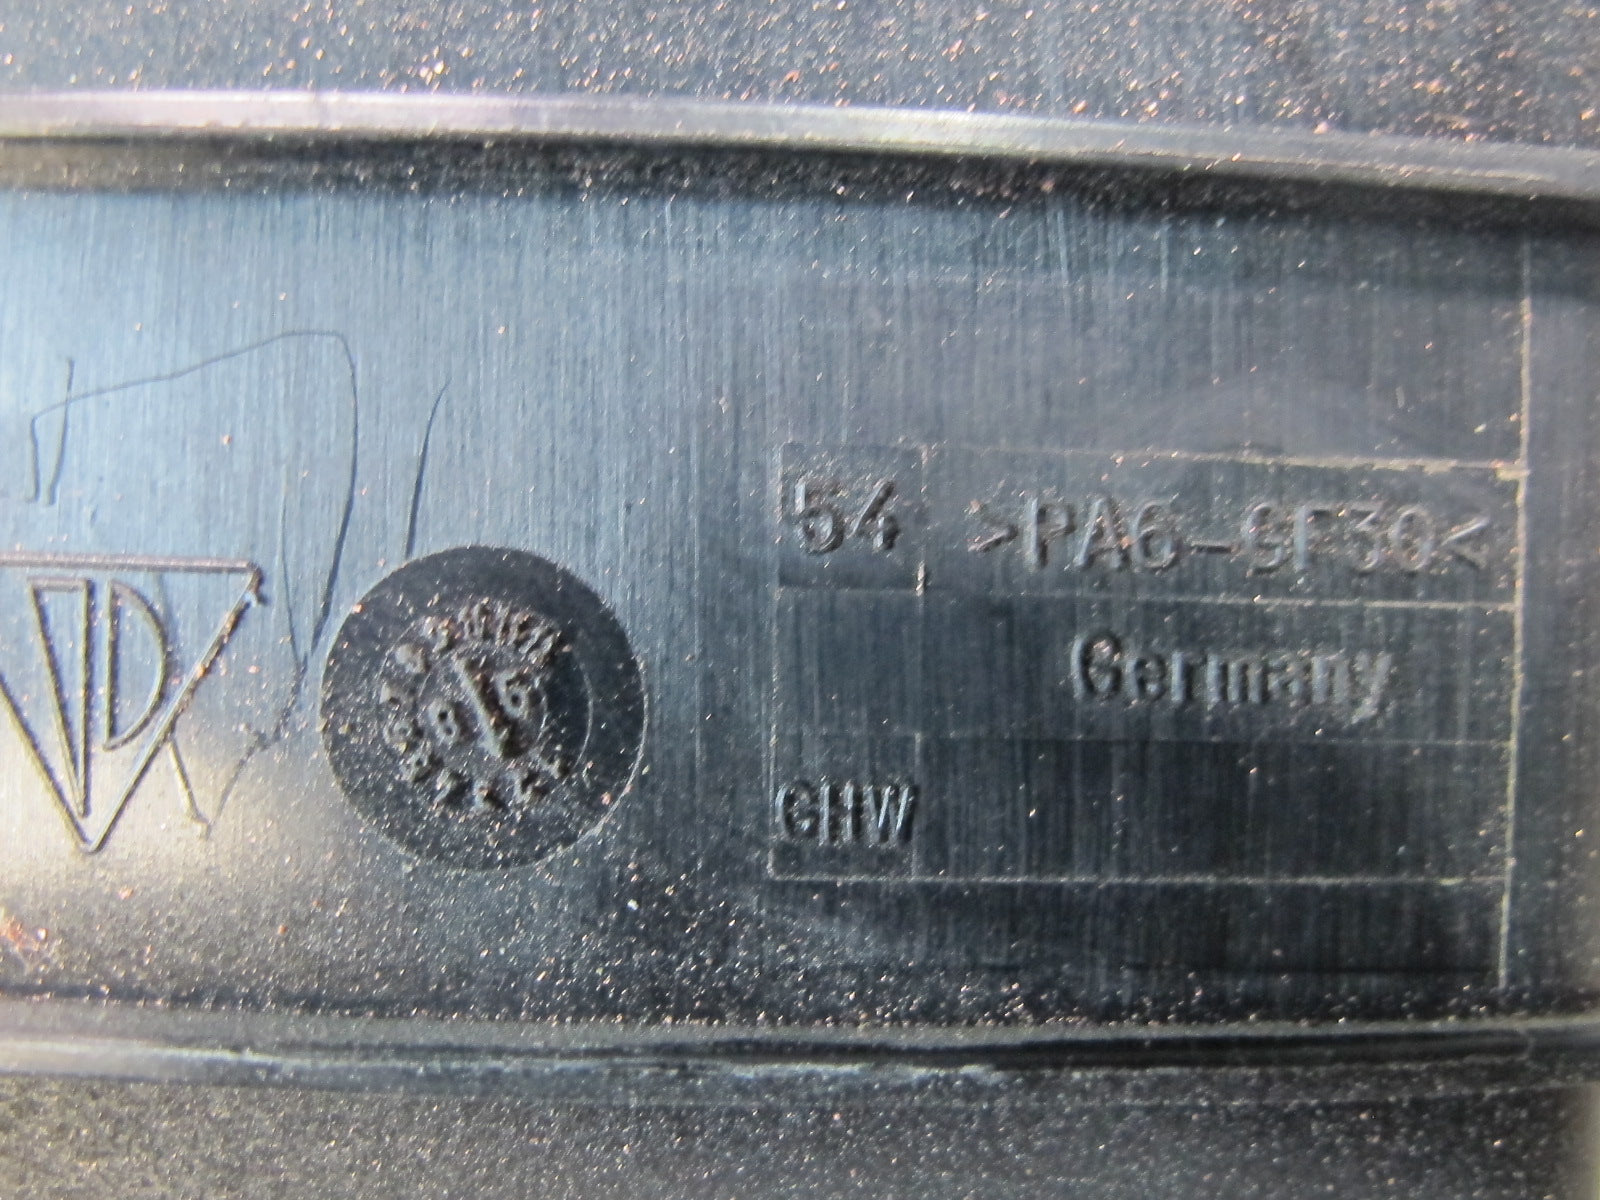 54 >PA6-GF30<
Germany
GHW